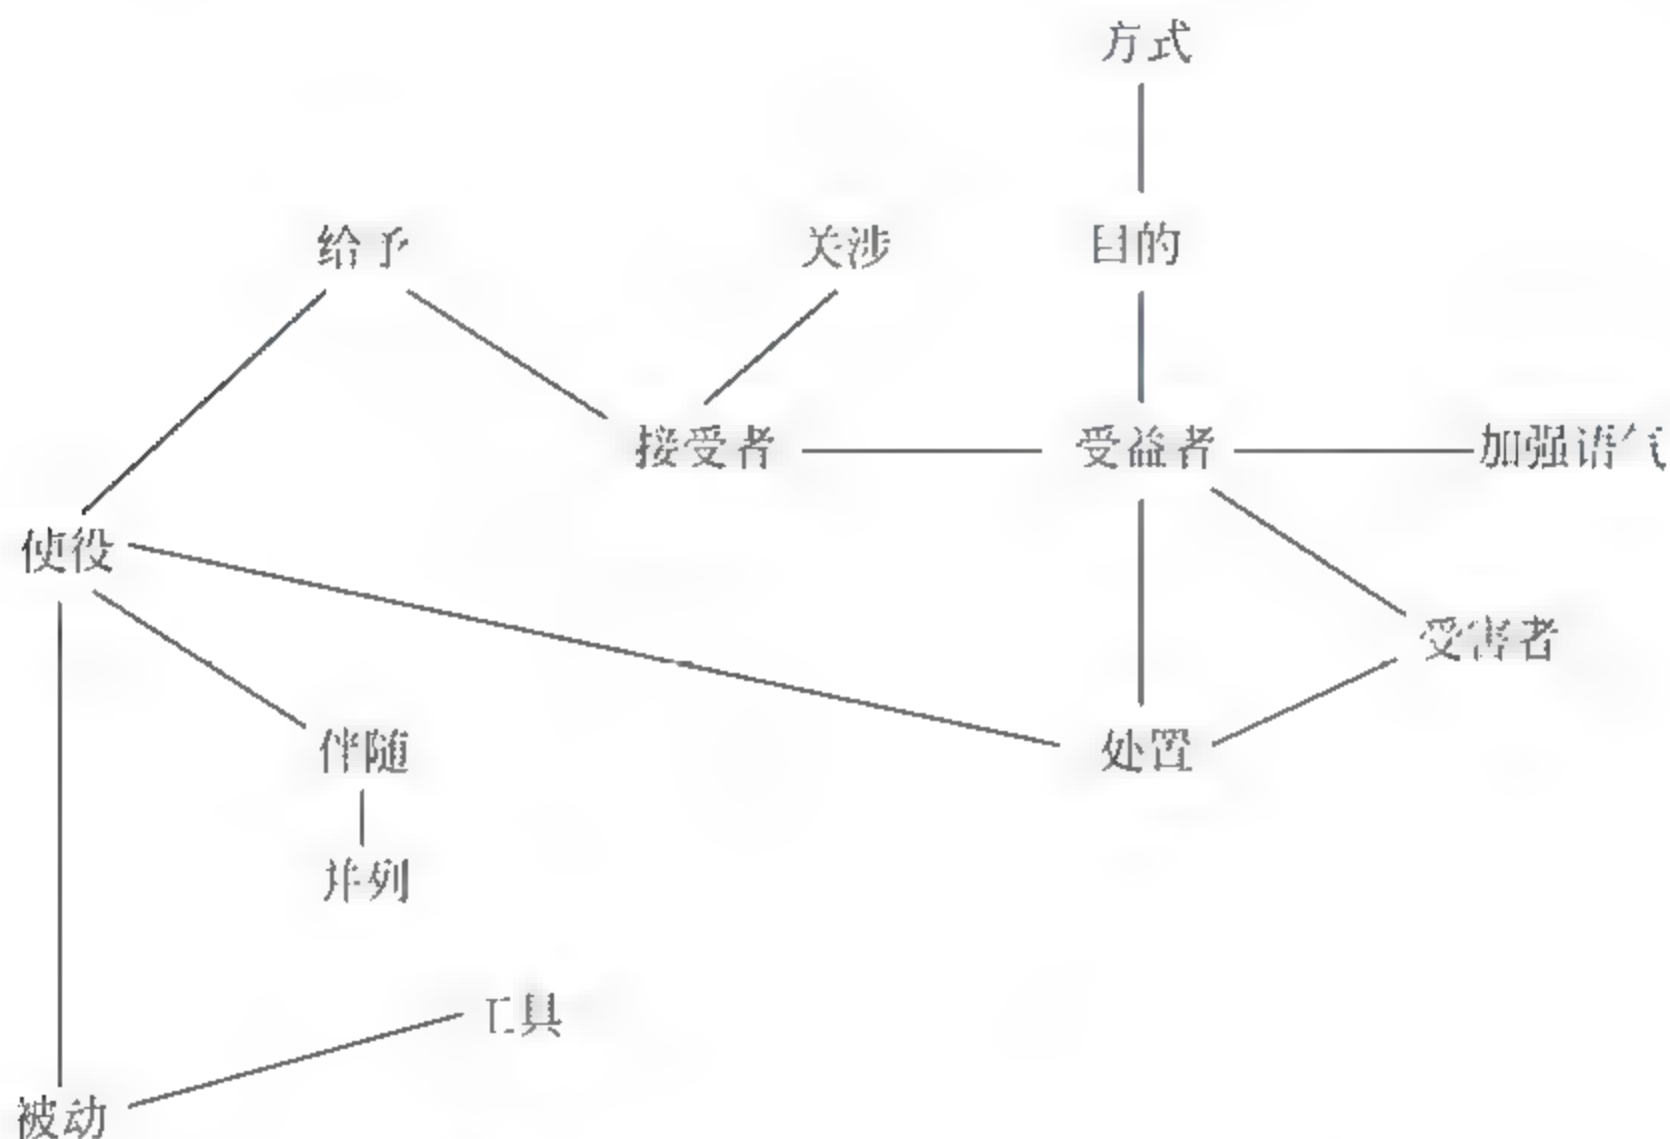 方式
给予
关涉
目的
接受者
受益者
加强语气
使役
受害者
伴随
处置
并列
工具
被动